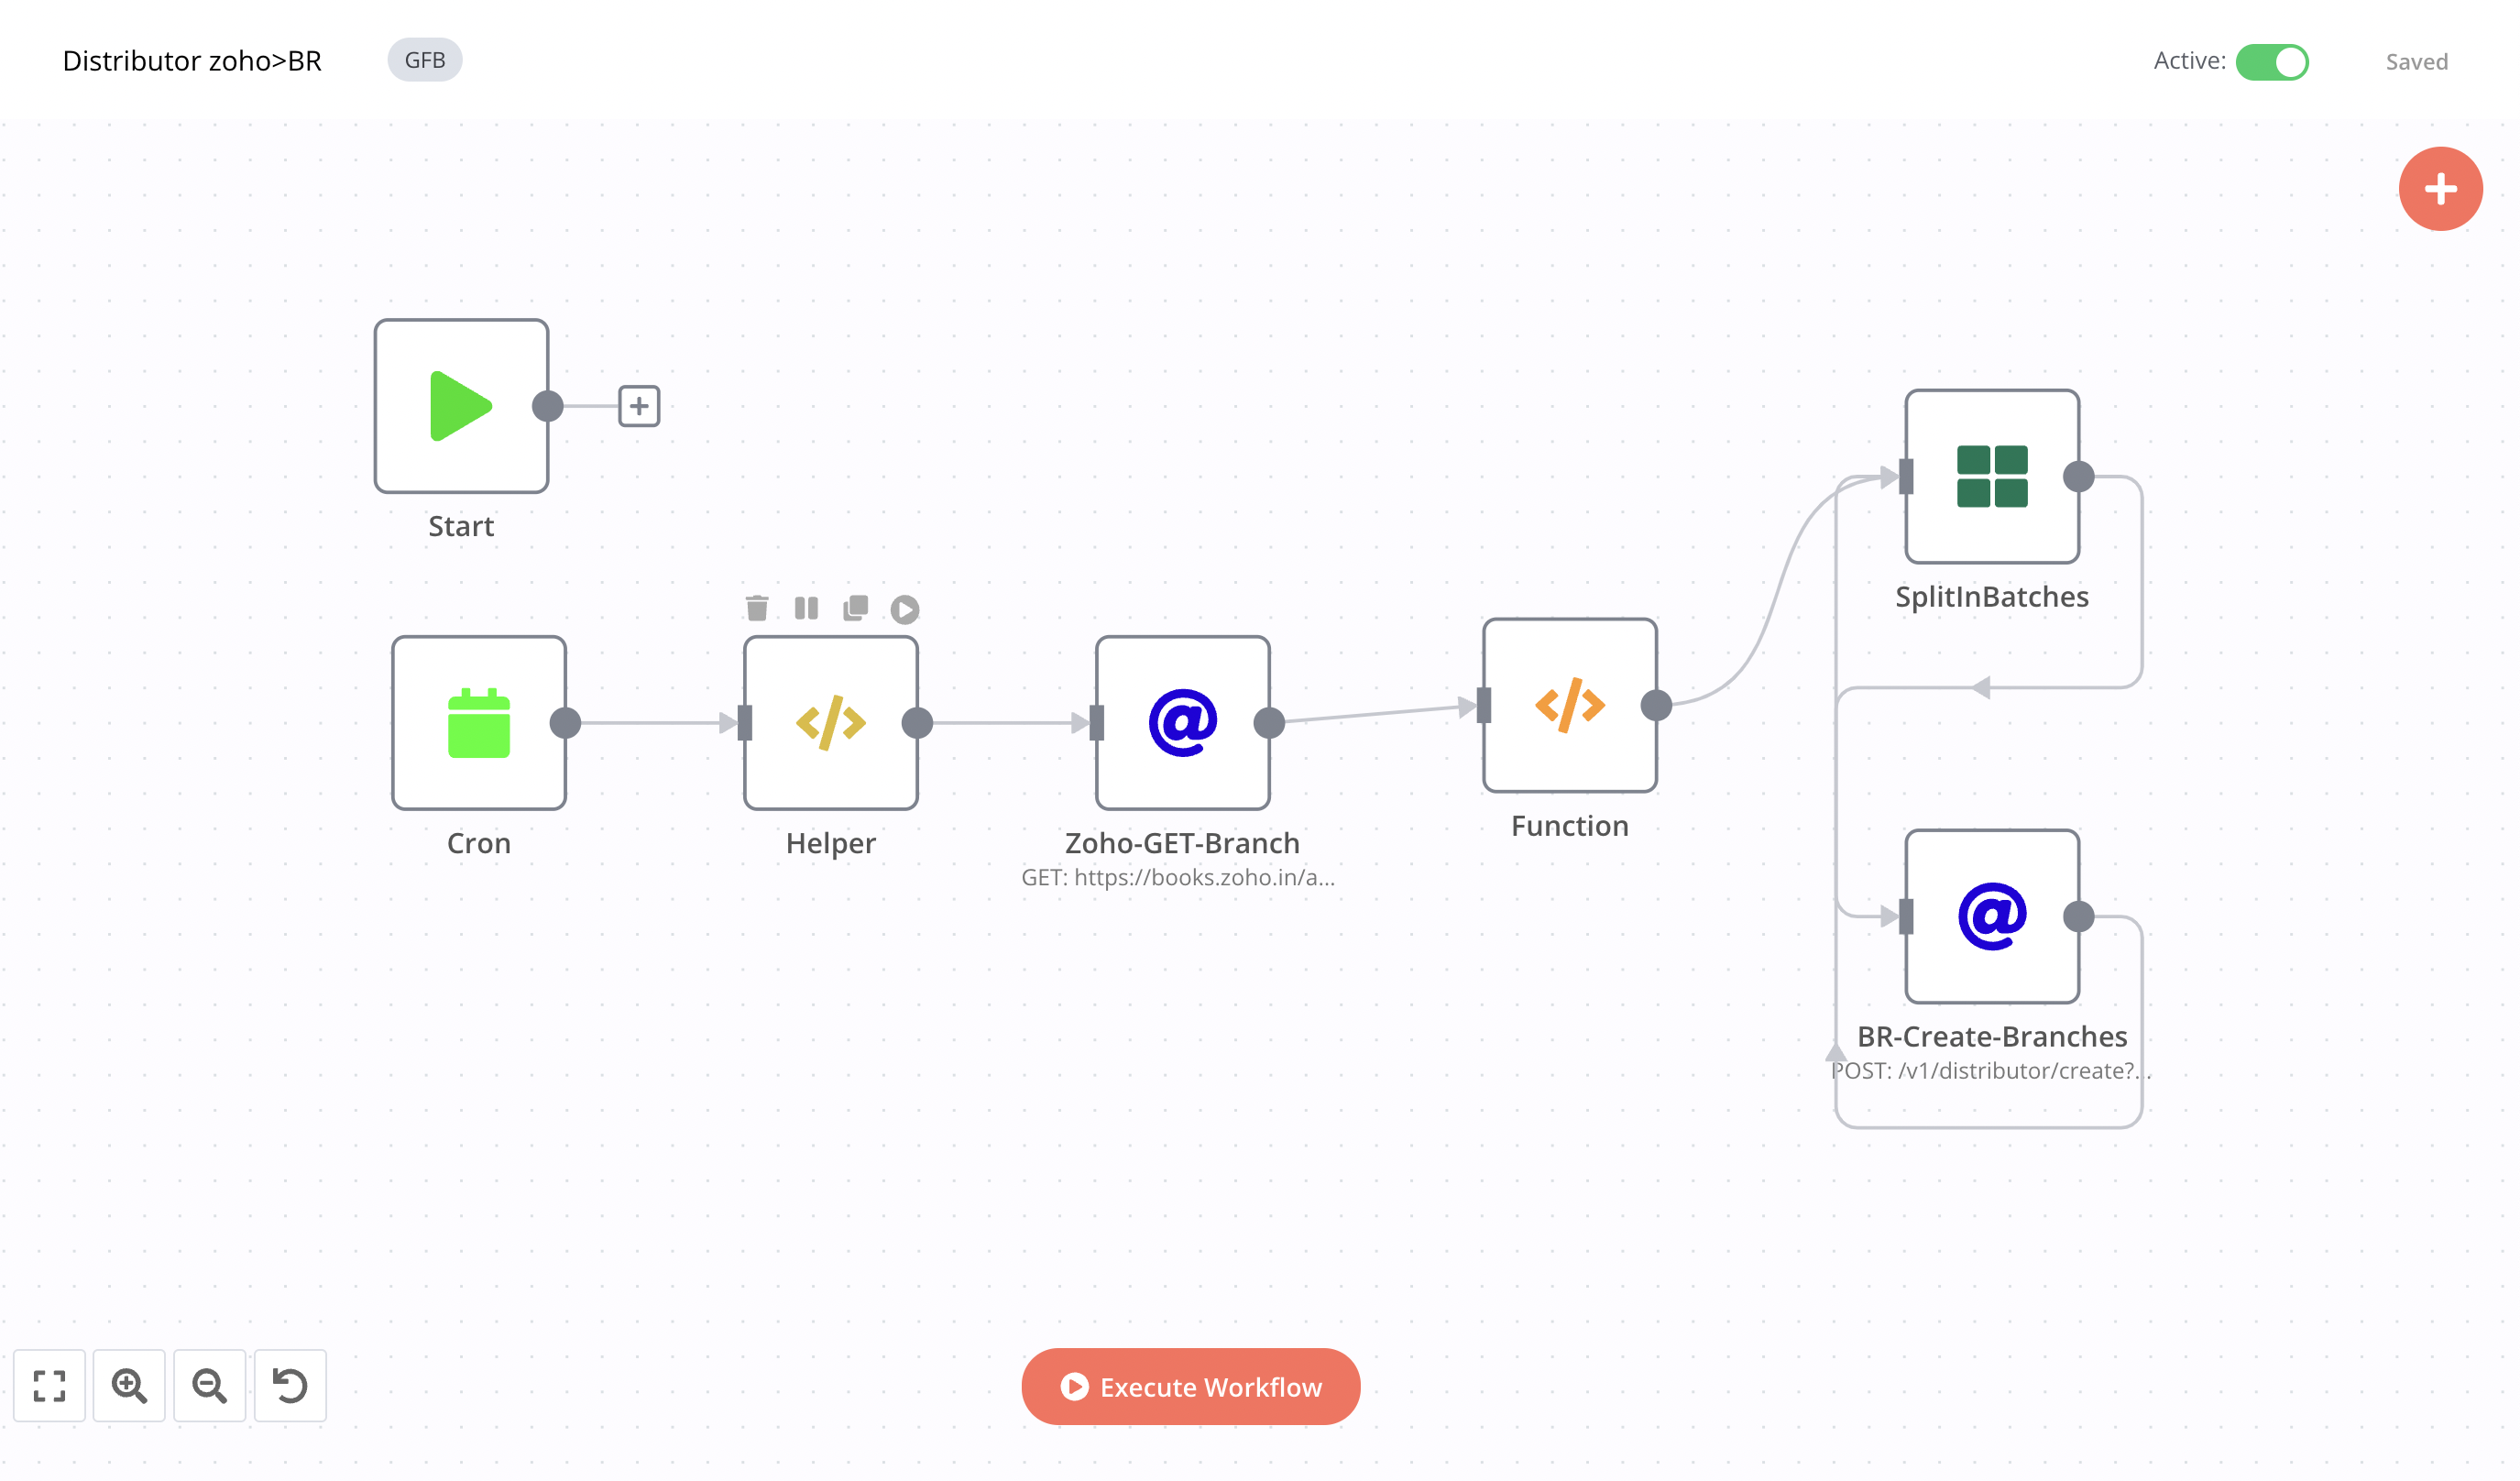 Distributor zoho>BR
GFB
Active:
Saved
Start
SplitInBatches
Cron
Helper
Zoho-GET-Branch
GET: https://books.zoho.in/a...
Function
BR-Create-Branches
POST: /v1/distributor/create?...
Execute Workflow